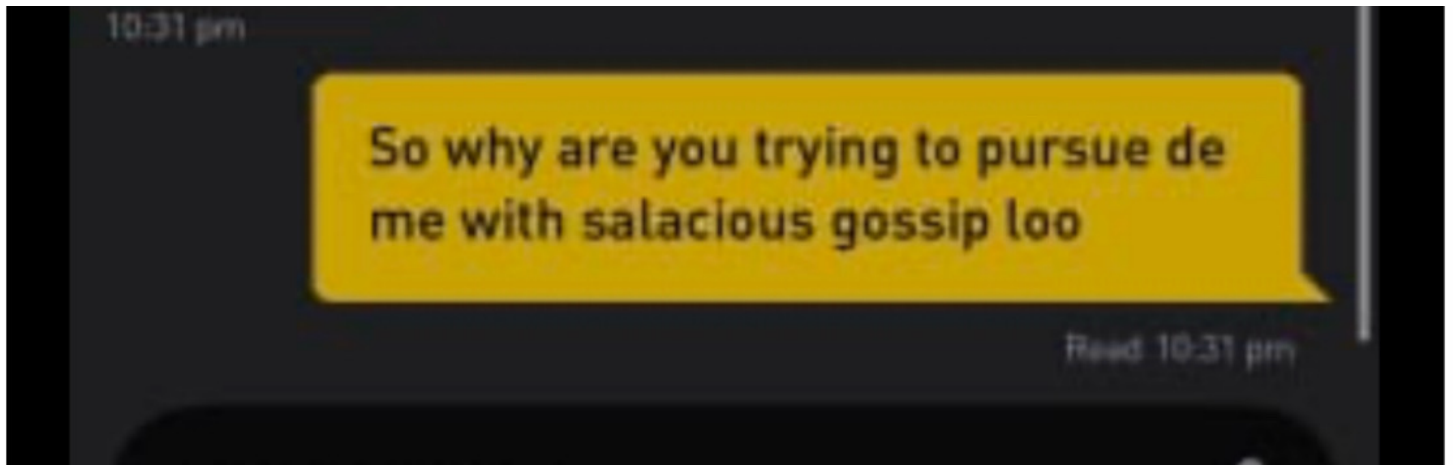 10:31 pm
So why are you trying to pursue de
me with salacious gossip loo
Read 10:31 pm